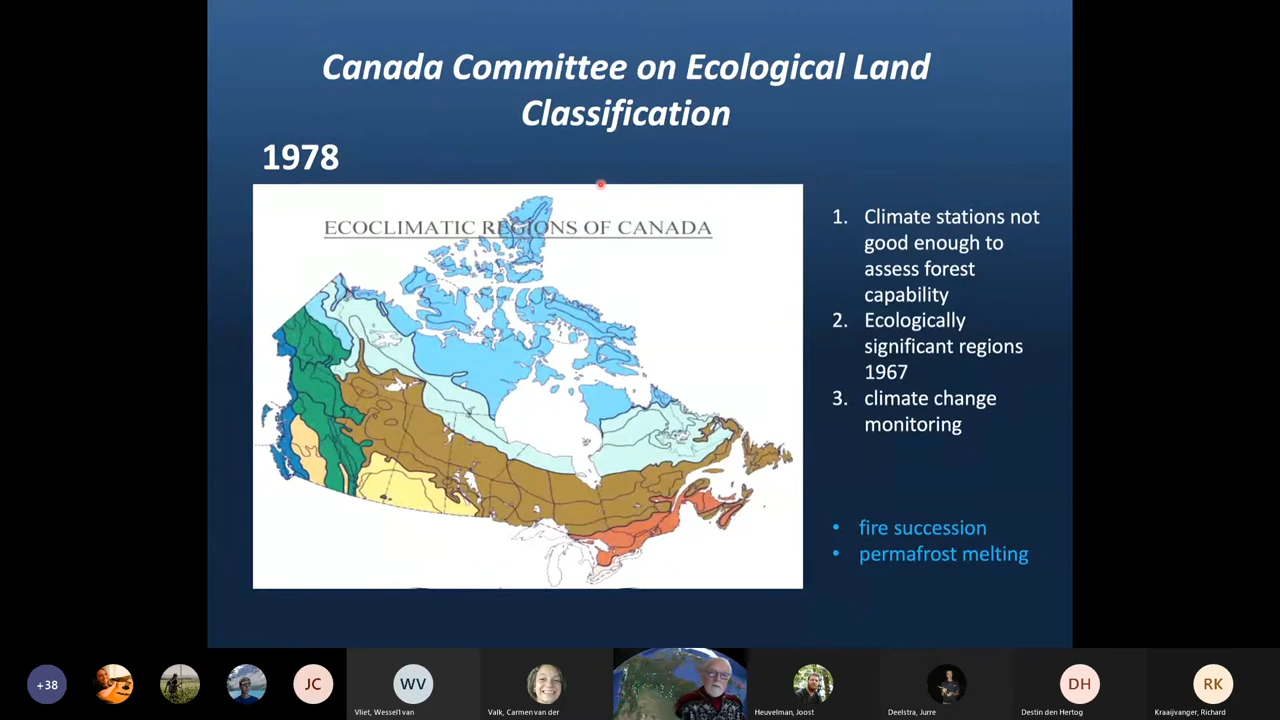 Canada Committee on Ecological Land
Classification
1978
ECOCLIMATIC REGIONS OF CANADA
1. Climate stations not
good enough to
assess forest
capability
2. Ecologically
significant regions
1967
3. climate change
monitoring
• fire succession
• permafrost melting
+38
JC
WV
DH
RK
Vliet, Wessel1van
Valk, Carmen van der
Heuvelman, Joost
Deelstra, Jurre
Destin den Hertog
Kraaijvanger, Richard